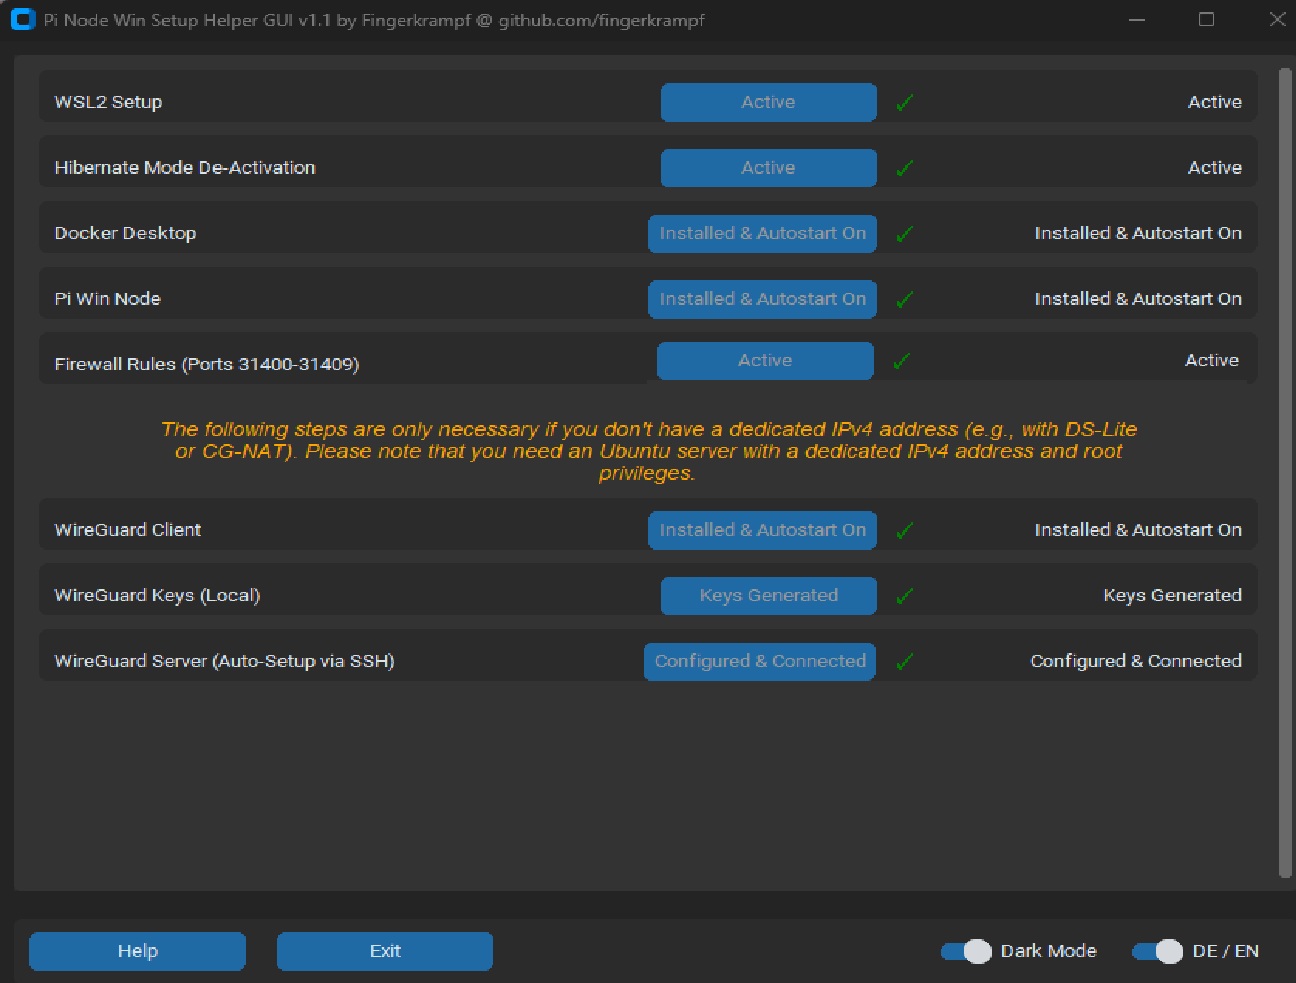 Pi Node Win Setup Helper GUI v1.1 by Fingerkrampf @ github.com/fingerkrampf
WSL2 Setup Active ✓ Active
Hibernate Mode De-Activation Active ✓ Active
Docker Desktop Installed & Autostart On ✓ Installed & Autostart On
Pi Win Node Installed & Autostart On ✓ Installed & Autostart On
Firewall Rules (Ports 31400-31409) Active ✓ Active
The following steps are only necessary if you don't have a dedicated IPv4 address (e.g., with DS-Lite
or CG-NAT). Please note that you need an Ubuntu server with a dedicated IPv4 address and root
privileges.
WireGuard Client Installed & Autostart On ✓ Installed & Autostart On
WireGuard Keys (Local) Keys Generated ✓ Keys Generated
WireGuard Server (Auto-Setup via SSH) Configured & Connected ✓ Configured & Connected
Help Exit Dark Mode DE / EN